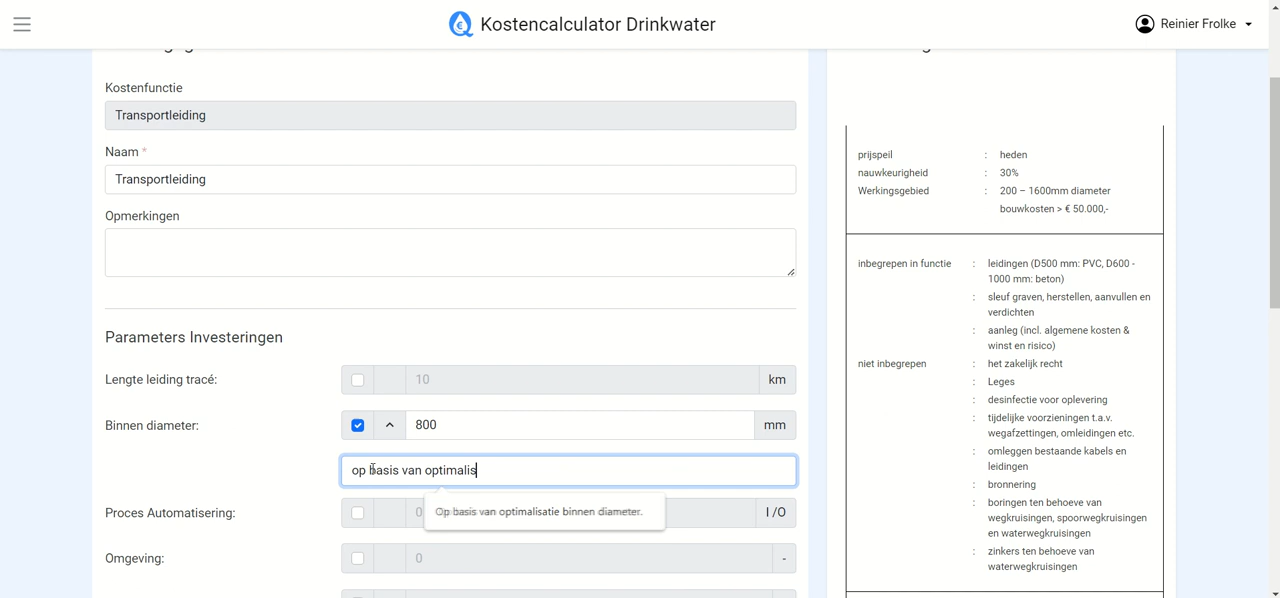 Kostencalculator Drinkwater
Reinier Frolke
Kostenfunctie
Transportleiding
Naam *
Transportleiding
Opmerkingen
Parameters Investeringen
Lengte leiding tracé:
10
km
Binnen diameter:
800
mm
op basis van optimalis
Op basis van optimalisatie binnen diameter.
Proces Automatisering:
0
I /O
Omgeving:
0
-
prijspeil : heden
nauwkeurigheid : 30%
Werkingsgebied : 200 – 1600mm diameter
bouwkosten > € 50.000,-
inbegrepen in functie : leidingen (D500 mm: PVC, D600 -
1000 mm: beton)
: sleuf graven, herstellen, aanvullen en
verdichten
: aanleg (incl. algemene kosten &
winst en risico)
niet inbegrepen : het zakelijk recht
: Leges
: desinfectie voor oplevering
: tijdelijke voorzieningen t.a.v.
wegafzettingen, omleidingen etc.
: omleggen bestaande kabels en
leidingen
: bronnering
: boringen ten behoeve van
wegkruisingen, spoorwegkruisingen
en waterwegkruisingen
: zinkers ten behoeve van
waterwegkruisingen